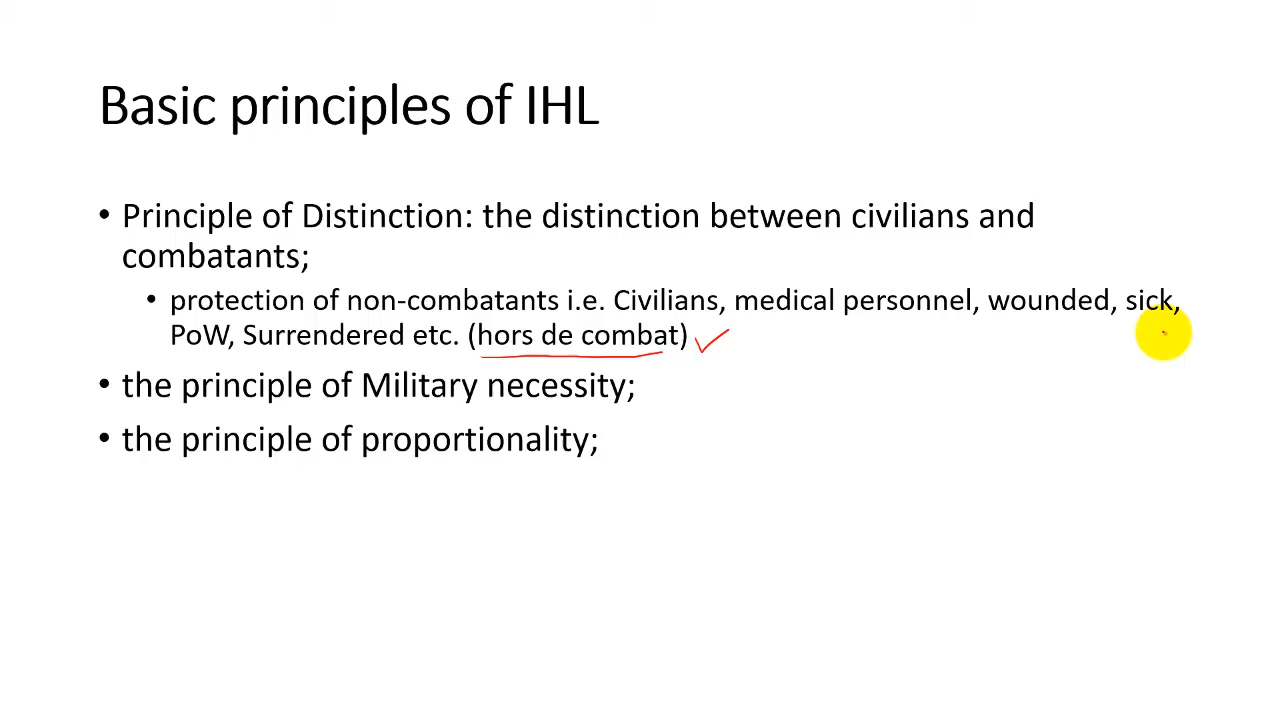 Basic principles of IHL
• Principle of Distinction: the distinction between civilians and
combatants;
• protection of non-combatants i.e. Civilians, medical personnel, wounded, sick,
PoW, Surrendered etc. (hors de combat)
• the principle of Military necessity;
• the principle of proportionality;